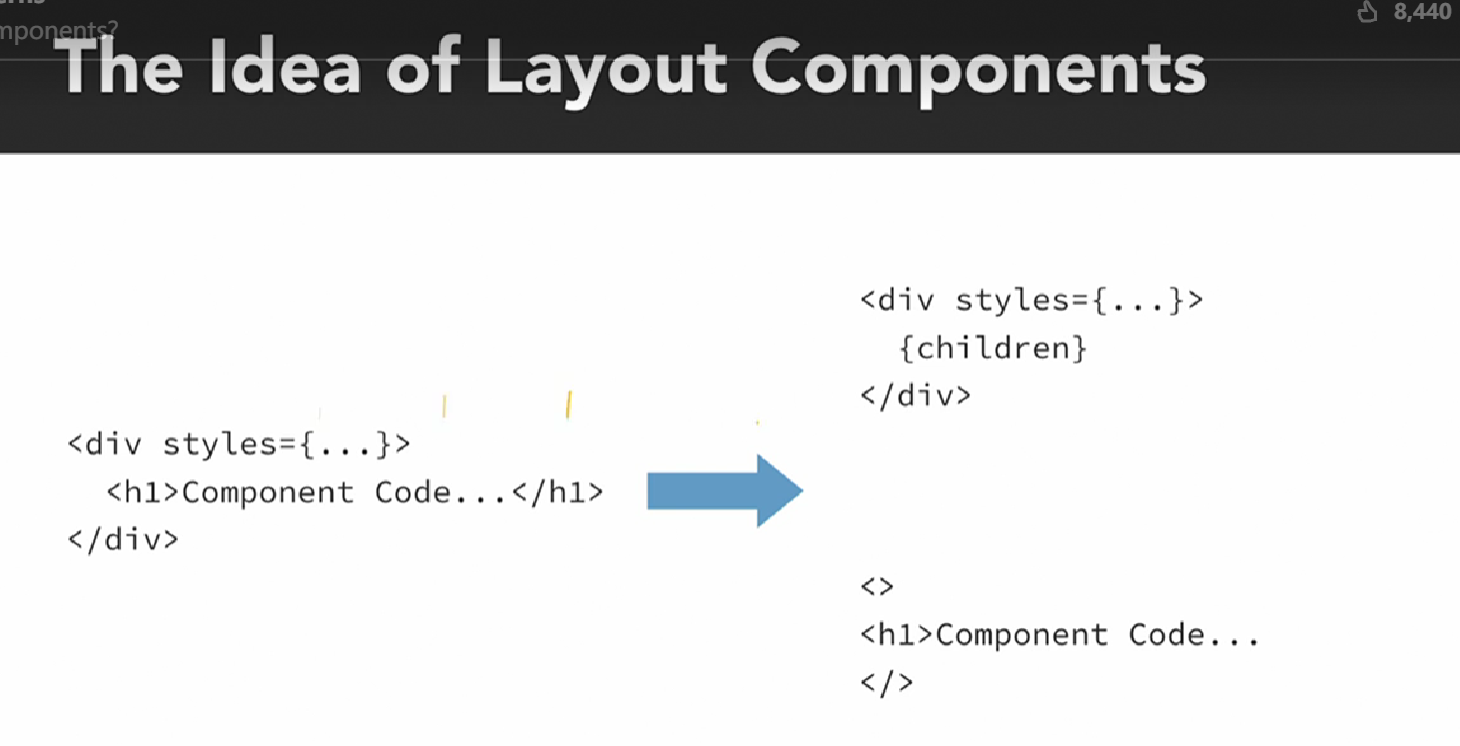 mponents?
8,440
The Idea of Layout Components
<div styles={...}>
  <h1>Component Code...</h1>
</div>
<div styles={...}>
  {children}
</div>
<>
<h1>Component Code...
</>